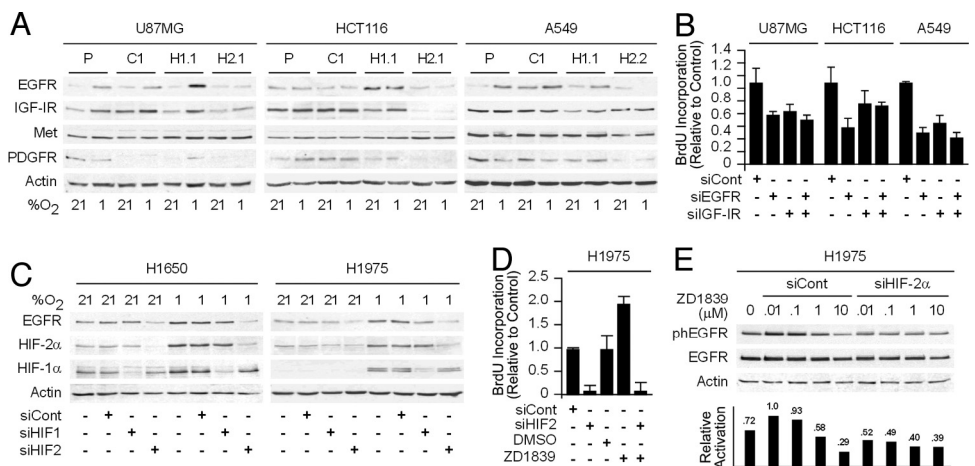 A
U87MG HCT116 A549
P C1 H1.1 H2.1 P C1 H1.1 H2.1 P C1 H1.1 H2.2
EGFR
IGF-IR
Met
PDGFR
Actin
%O2 21 1 21 1 21 1 21 1 21 1 21 1 21 1 21 1 21 1 21 1 21 1 21 1
B
U87MG HCT116 A549
BrdU Incorporation
(Relative to Control)
1.0
0.8
0.6
0.4
0.2
0
siCont + - - - + - - - + - - -
siEGFR - + - + - + - + - + - +
siIGF-IR - - + + - - + + - - + +
C
H1650 H1975
%O2 21 21 21 21 1 1 1 1 21 21 21 21 1 1 1 1
EGFR
HIF-2α
HIF-1α
Actin
siCont - + - - - + - - - + - - - + - -
siHIF1 - - + - - - + - - - + - - - + -
siHIF2 - - - + - - - + - - - + - - - +
D
H1975
BrdU Incorporation
(Relative to Control)
2.5
2.0
1.5
1.0
0.5
0
siCont + - - - -
siHIF2 - + - - +
DMSO - - + - -
ZD1839 - - - + +
E
H1975
siCont siHIF-2α
ZD1839
(μM) 0 .01 .1 1 10 .01 .1 1 10
phEGFR
EGFR
Actin
Relative
Activation
.72 1.0 .93 .58 .29 .52 .49 .40 .39